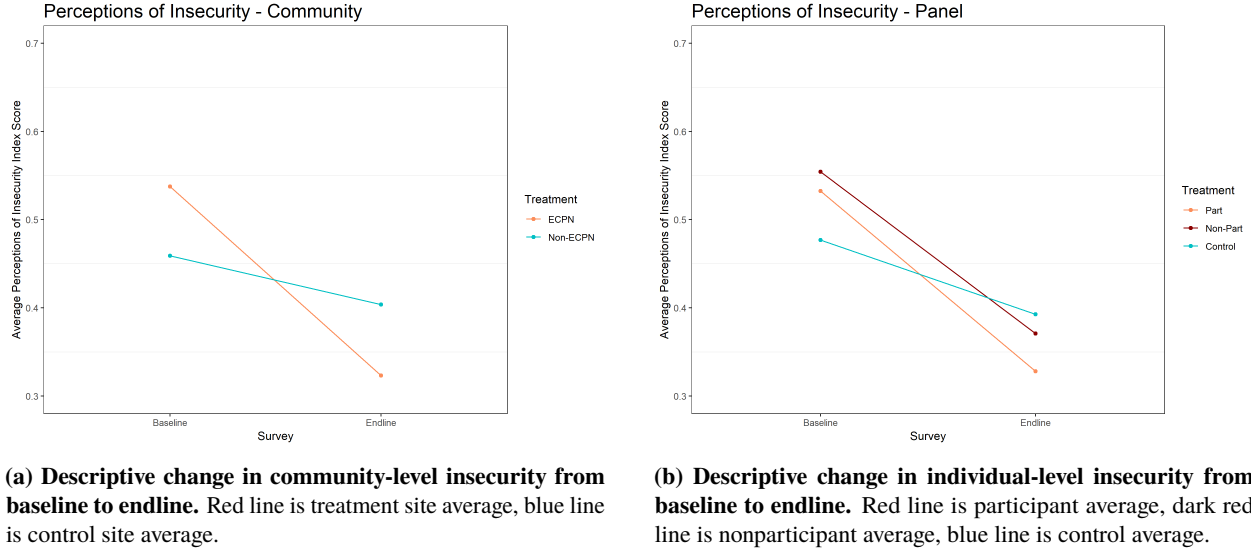 Perceptions of Insecurity - Community
Average Perceptions of Insecurity Index Score
0.7
0.6
0.5
0.4
0.3
Baseline
Endline
Survey
Treatment
ECPN
Non-ECPN
(a) Descriptive change in community-level insecurity from
baseline to endline. Red line is treatment site average, blue line
is control site average.
Perceptions of Insecurity - Panel
Average Perceptions of Insecurity Index Score
0.7
0.6
0.5
0.4
0.3
Baseline
Endline
Survey
Treatment
Part
Non-Part
Control
(b) Descriptive change in individual-level insecurity from
baseline to endline. Red line is participant average, dark red
line is nonparticipant average, blue line is control average.